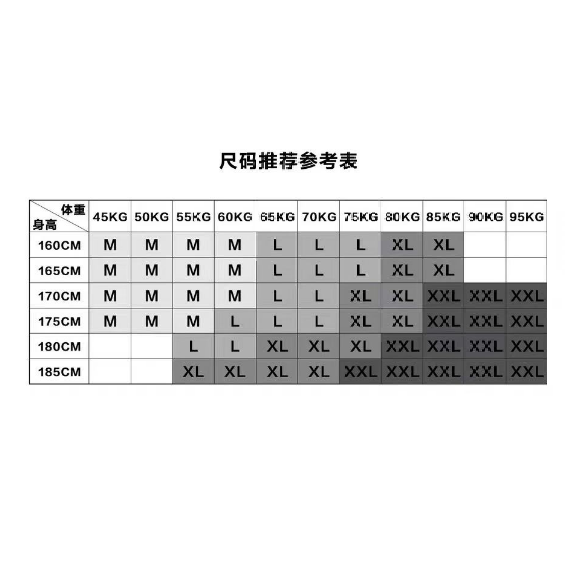 尺码推荐参考表
体重
身高 45KG 50KG 55KG 60KG 65KG 70KG 75KG 80KG 85KG 90KG 95KG
160CM M M M M L L L XL XL
165CM M M M M L L L XL XL
170CM M M M M L L XL XL XXL XXL XXL
175CM M M M L L L XL XL XXL XXL XXL
180CM L L XL XL XL XXL XXL XXL XXL
185CM XL XL XL XL XXL XXL XXL XXL XXL